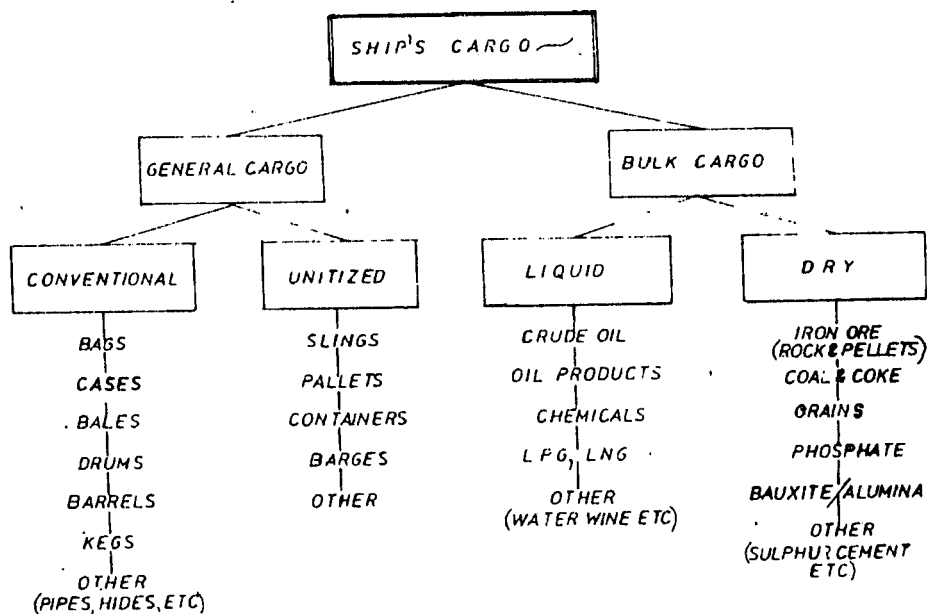 SHIP'S CARGO
GENERAL CARGO
BULK CARGO
CONVENTIONAL
UNITIZED
LIQUID
DRY
BAGS
CASES
BALES
DRUMS
BARRELS
KEGS
OTHER
(PIPES, HIDES, ETC)
SLINGS
PALLETS
CONTAINERS
BARGES
OTHER
CRUDE OIL
OIL PRODUCTS
CHEMICALS
LPG, LNG
OTHER
(WATER WINE ETC)
IRON ORE
(ROCK & PELLETS)
COAL & COKE
GRAINS
PHOSPHATE
BAUXITE/ALUMINA
OTHER
(SULPHUR CEMENT
ETC)